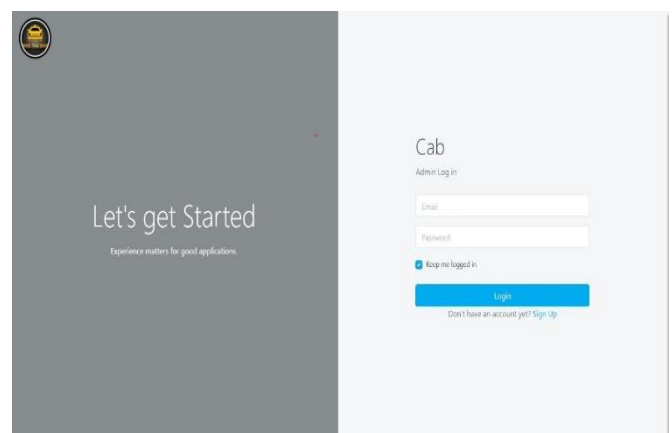 Let's get Started
Experience matters for good applications.
Cab
Admin Log in
Email
Password
Keep me logged in
Login
Don't have an account yet? Sign Up